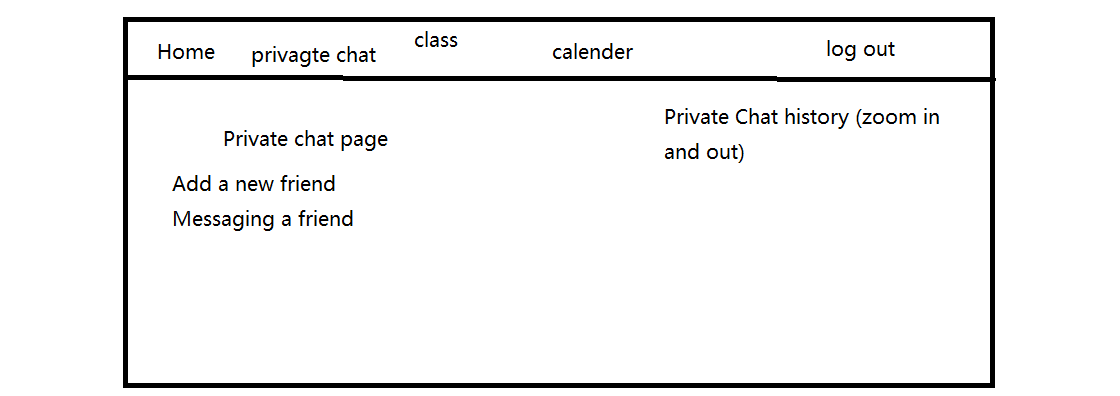 Home privagte chat class calender log out
Private chat page
Add a new friend
Messaging a friend
Private Chat history (zoom in
and out)